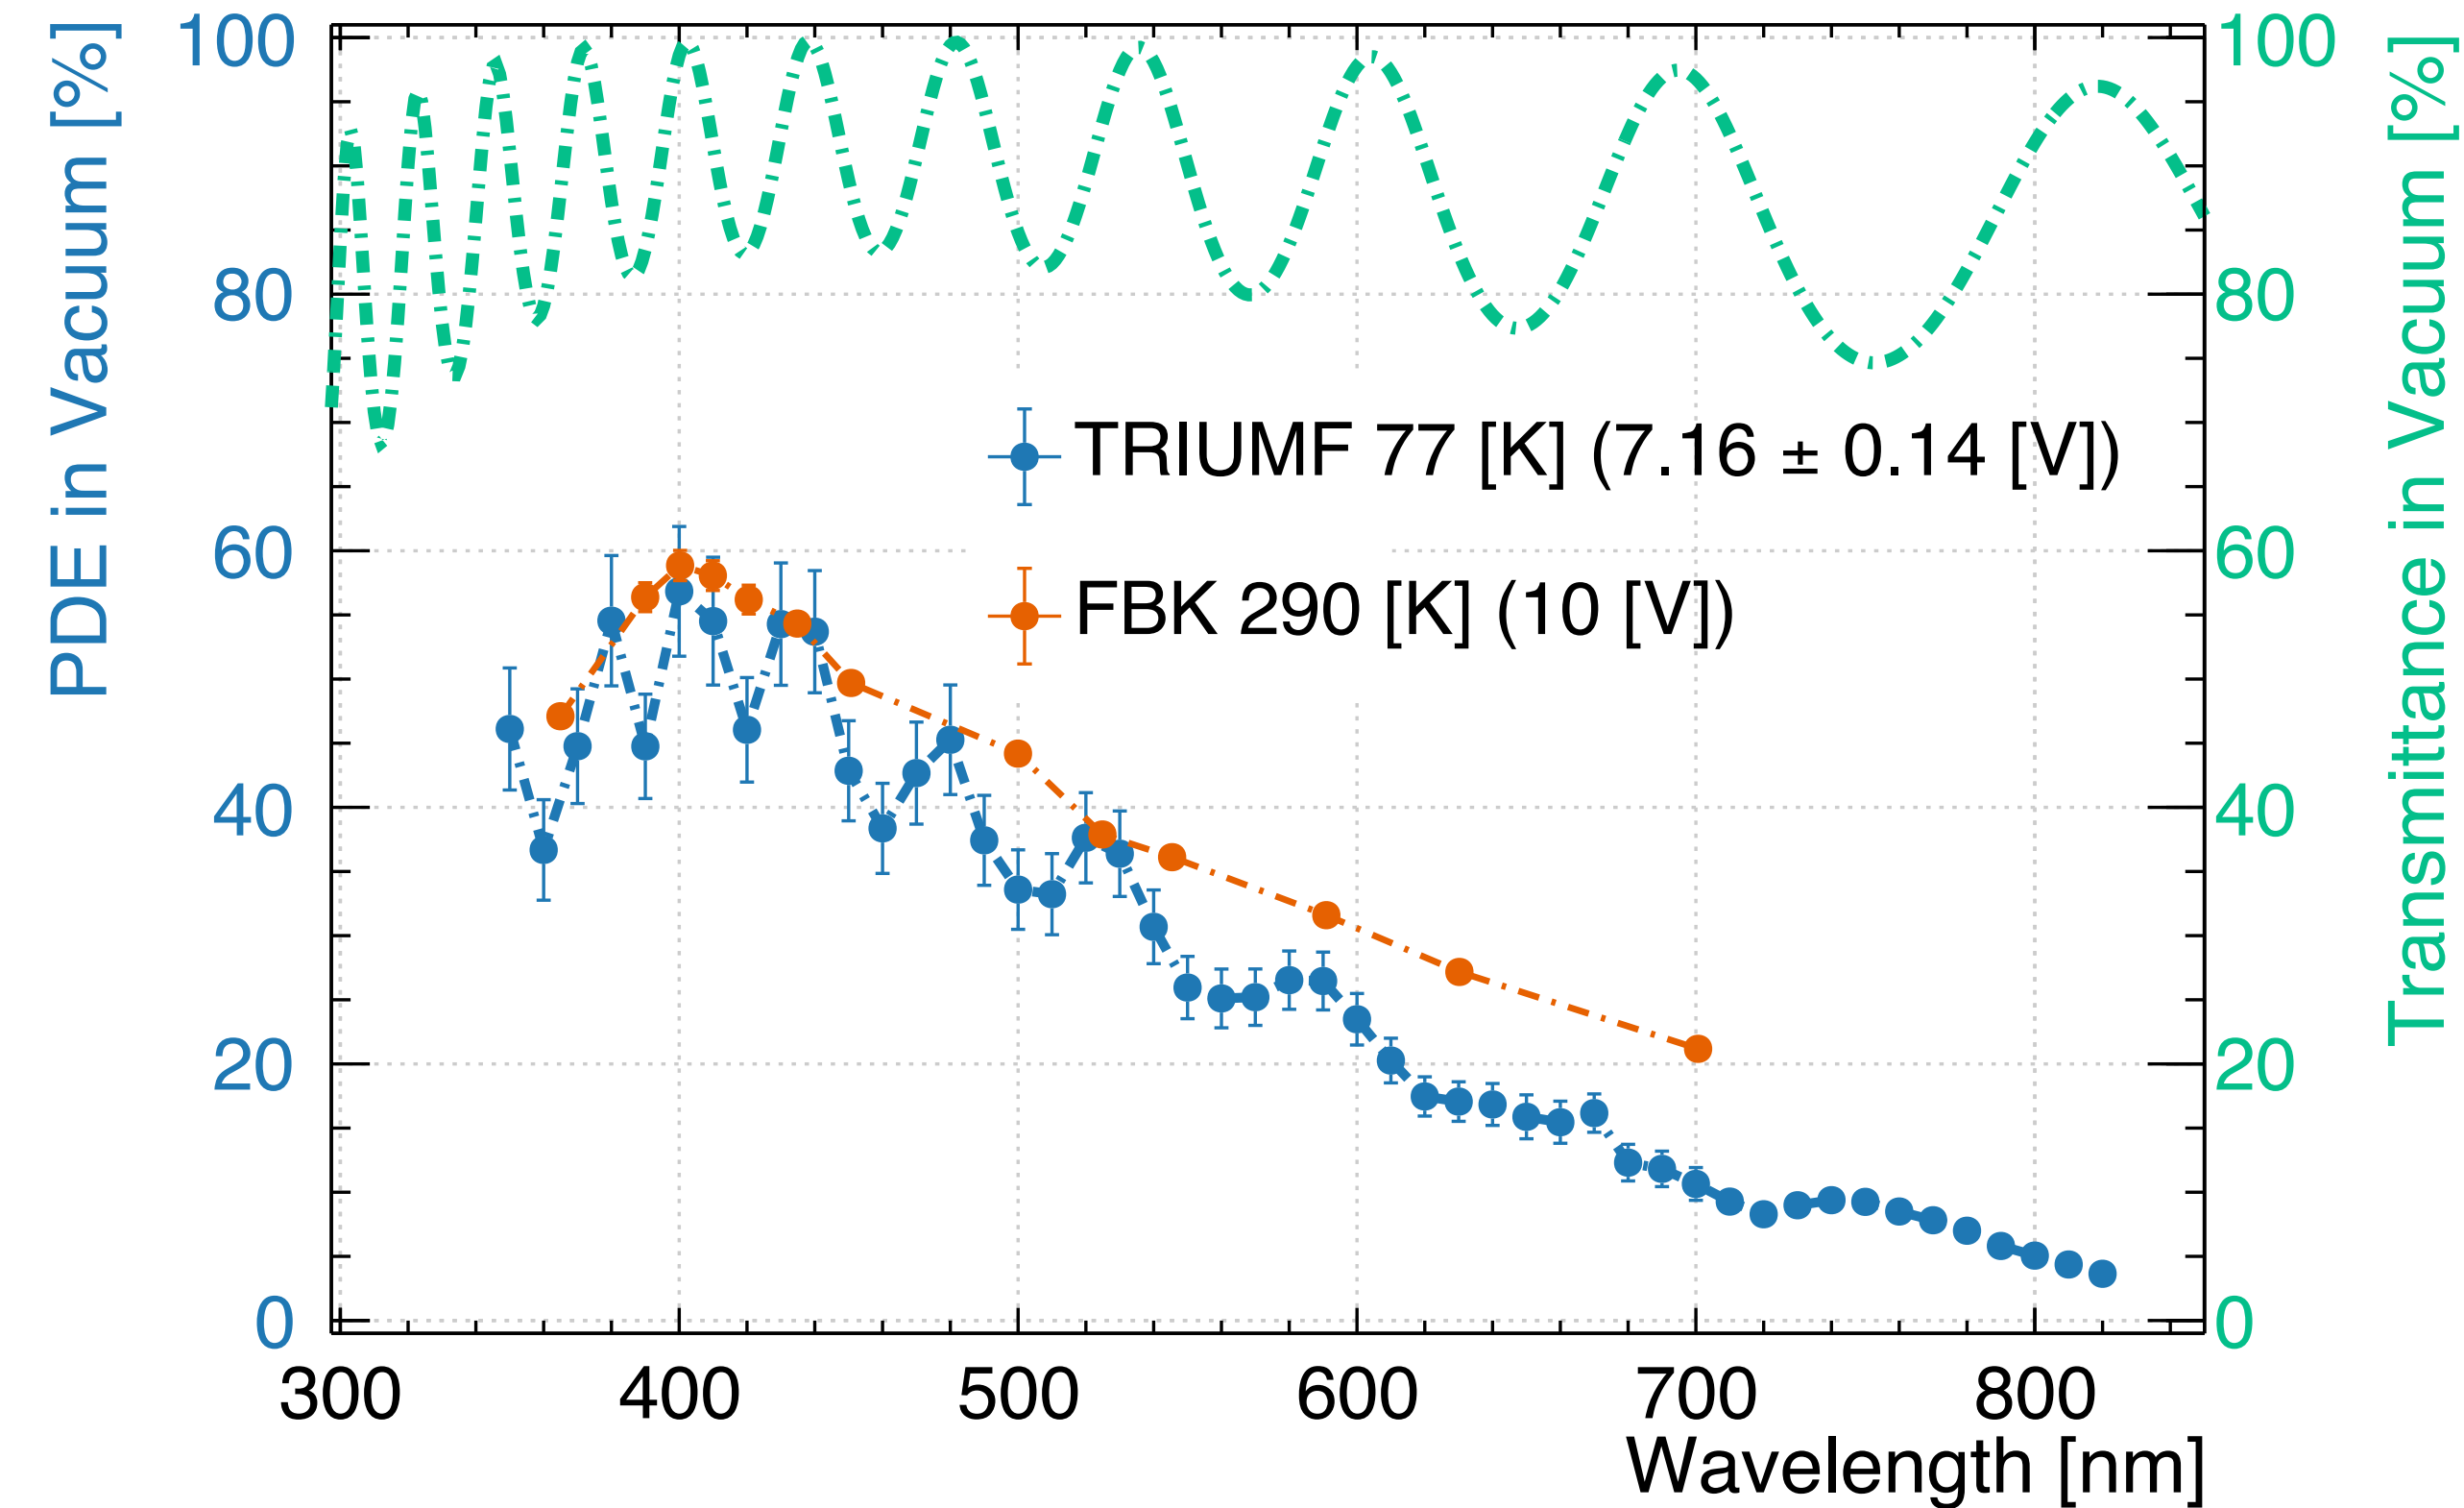 PDE in Vacuum [%]
100
80
60
40
20
0
TRIUMF 77 [K] (7.16 ± 0.14 [V])
FBK 290 [K] (10 [V])
100
80
60
40
20
0
Transmittance in Vacuum [%]
300 400 500 600 700 800
Wavelength [nm]